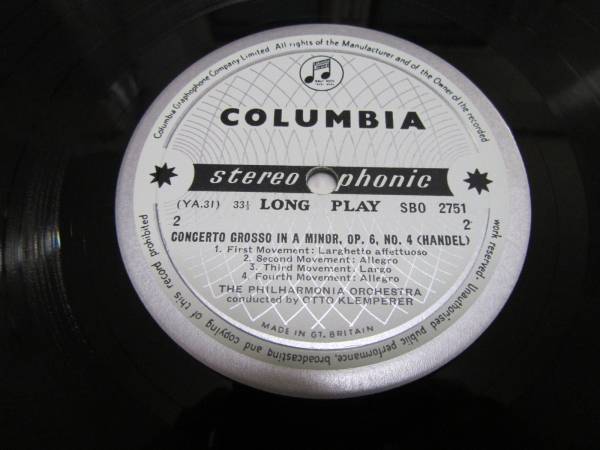 Columbia Graphophone Company Limited. All rights of the Manufacturer and of the Owner of the recorded work reserved. Unauthorised public performance, broadcasting and copying of this record prohibited
COLUMBIA
stereophonic
(YA.31) 33⅓ LONG PLAY SBO 2751
2 2
CONCERTO GROSSO IN A MINOR, OP. 6, NO. 4 (HANDEL)
1. First Movement: Larghetto affettuoso
2. Second Movement: Allegro
3. Third Movement: Largo
4. Fourth Movement: Allegro
THE PHILHARMONIA ORCHESTRA
conducted by OTTO KLEMPERER
MADE IN GT. BRITAIN